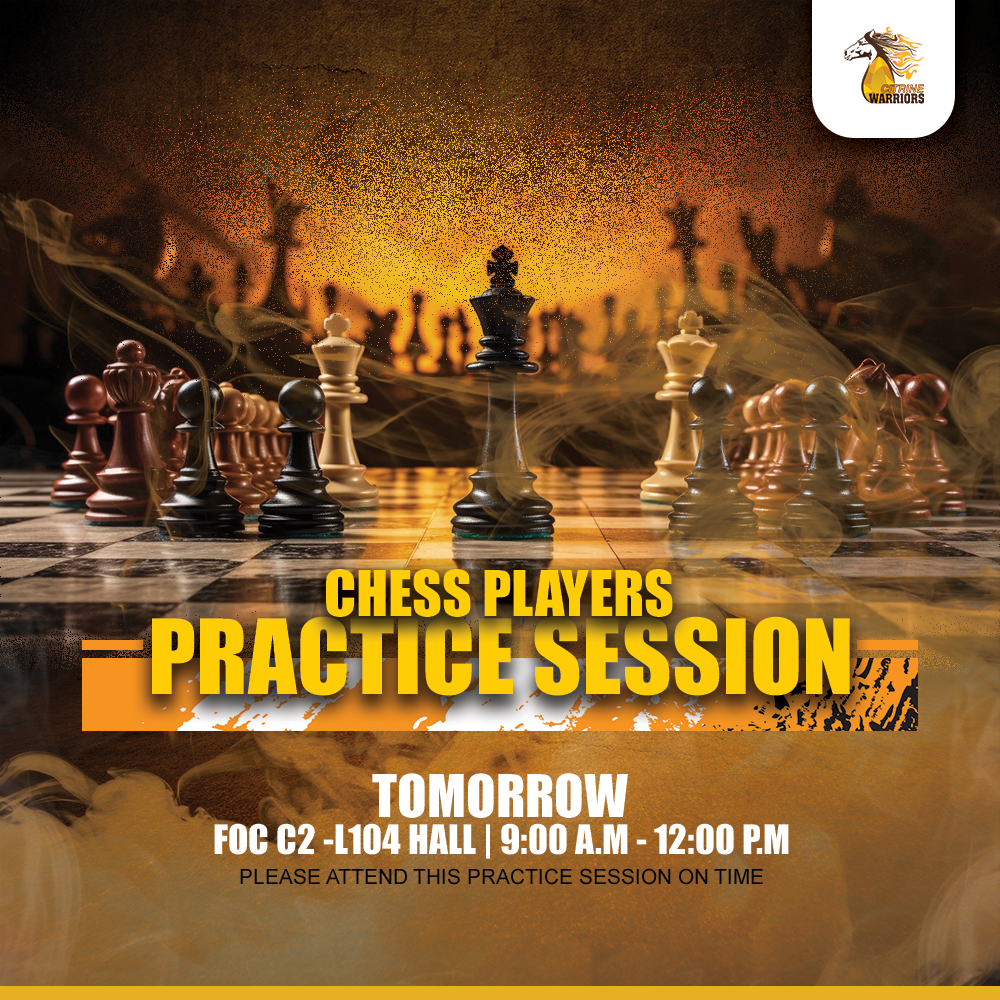 CITRINE
WARRIORS
CHESS PLAYERS
PRACTICE SESSION
TOMORROW
FOC C2 -L104 HALL | 9:00 A.M - 12:00 P.M
PLEASE ATTEND THIS PRACTICE SESSION ON TIME